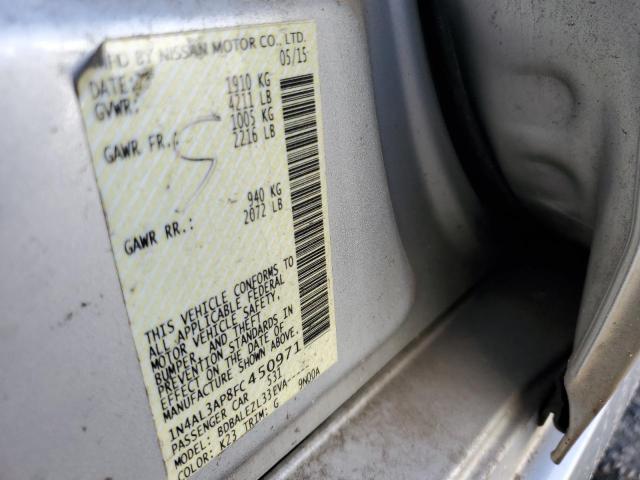 MFD BY NISSAN MOTOR CO., LTD.
DATE: 05/15
GVWR: 1910 KG
4211 LB
GAWR FR.: 1005 KG
2216 LB
GAWR RR.: 940 KG
2072 LB
THIS VEHICLE CONFORMS TO
ALL APPLICABLE FEDERAL
MOTOR VEHICLE SAFETY,
BUMPER, AND THEFT
PREVENTION STANDARDS IN
EFFECT ON THE DATE OF
MANUFACTURE SHOWN ABOVE.
1N4AL3AP8FC450971
PASSENGER CAR 531
MODEL: BDBALEZL33EVA-----
COLOR: K23 TRIM: G 9N00A